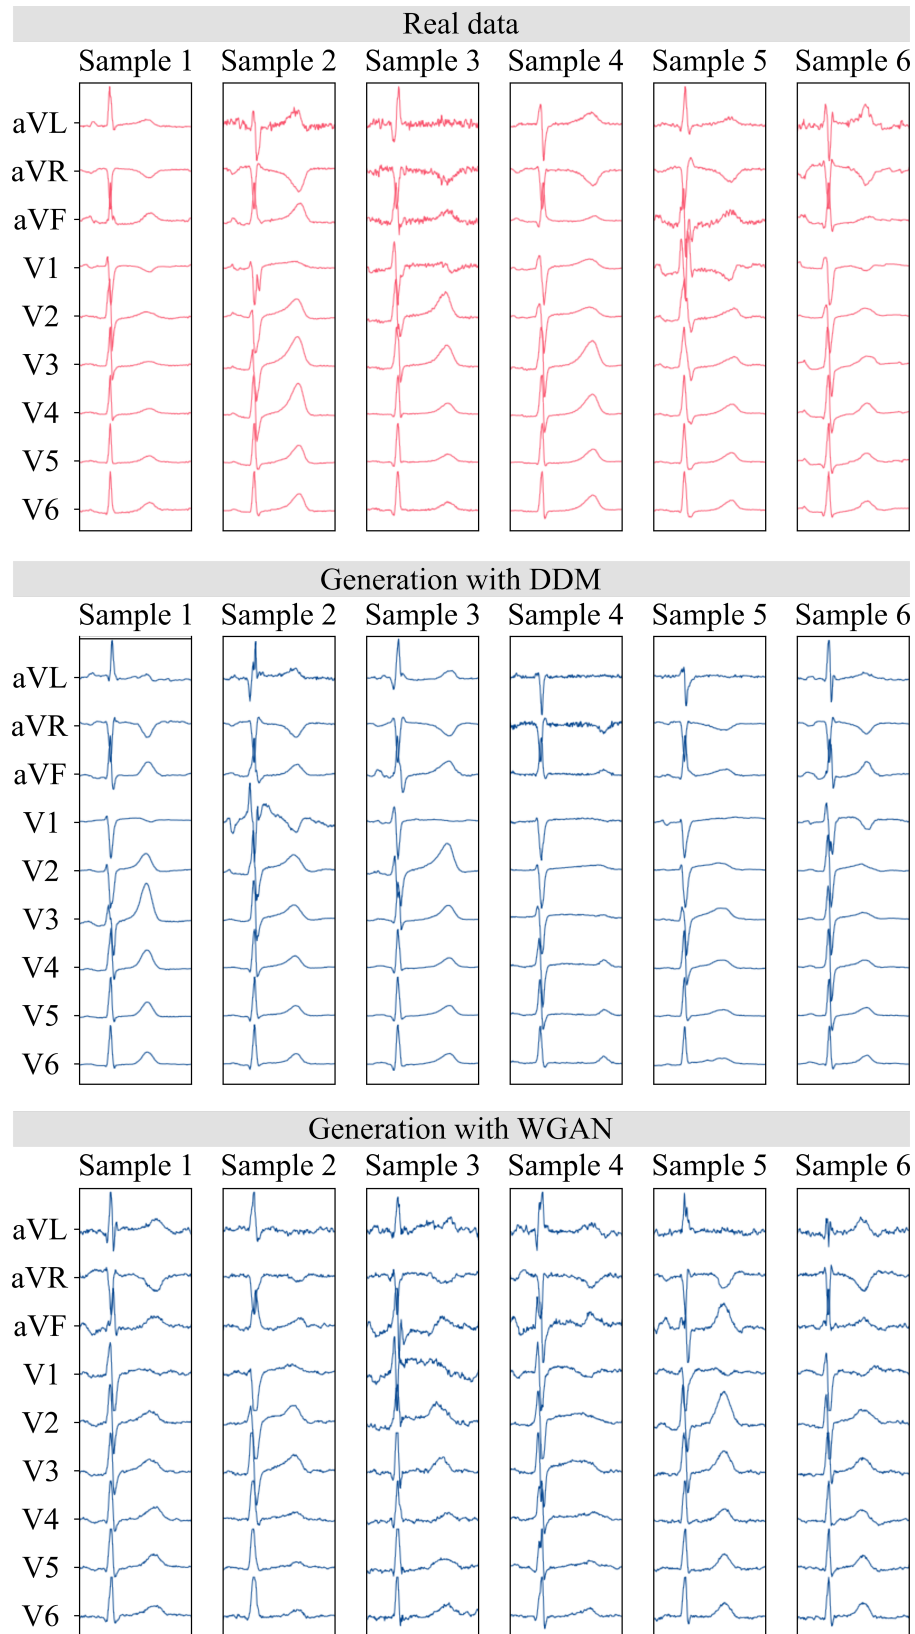 Real data
Sample 1 Sample 2 Sample 3 Sample 4 Sample 5 Sample 6
aVL
aVR
aVF
V1
V2
V3
V4
V5
V6
Generation with DDM
Sample 1 Sample 2 Sample 3 Sample 4 Sample 5 Sample 6
aVL
aVR
aVF
V1
V2
V3
V4
V5
V6
Generation with WGAN
Sample 1 Sample 2 Sample 3 Sample 4 Sample 5 Sample 6
aVL
aVR
aVF
V1
V2
V3
V4
V5
V6